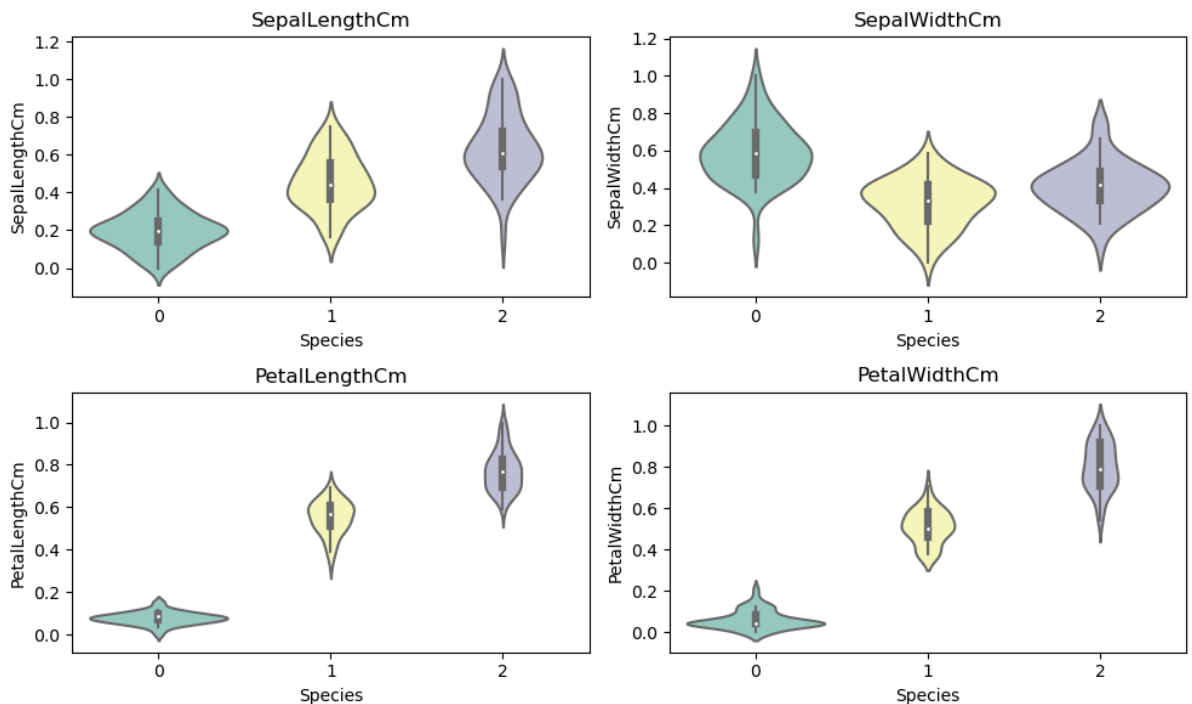 SepalLengthCm
SepalLengthCm
1.2
1.0
0.8
0.6
0.4
0.2
0.0
0 1 2
Species
SepalWidthCm
SepalWidthCm
1.2
1.0
0.8
0.6
0.4
0.2
0.0
0 1 2
Species
PetalLengthCm
PetalLengthCm
1.0
0.8
0.6
0.4
0.2
0.0
0 1 2
Species
PetalWidthCm
PetalWidthCm
1.0
0.8
0.6
0.4
0.2
0.0
0 1 2
Species